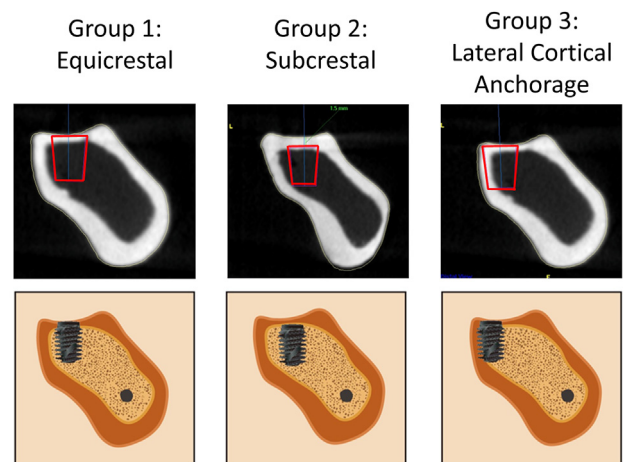 Group 1:
Equicrestal
Group 2:
Subcrestal
Group 3:
Lateral Cortical
Anchorage
1.5 mm
L
L